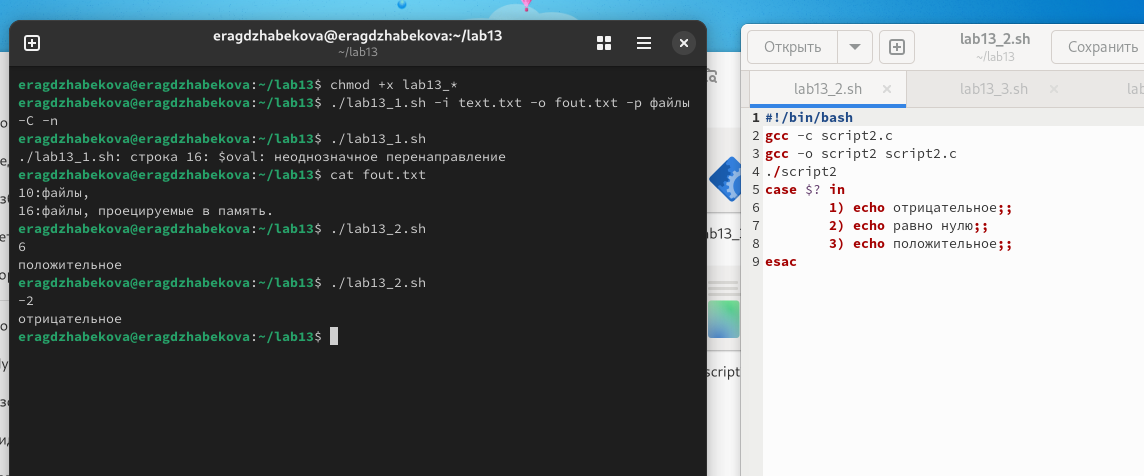 eragdzhabekova@eragdzhabekova:~/lab13
~/lab13
eragdzhabekova@eragdzhabekova:~/lab13$ chmod +x lab13_*
eragdzhabekova@eragdzhabekova:~/lab13$ ./lab13_1.sh -i text.txt -o fout.txt -p файлы
-C -n
eragdzhabekova@eragdzhabekova:~/lab13$ ./lab13_1.sh
./lab13_1.sh: строка 16: $oval: неоднозначное перенаправление
eragdzhabekova@eragdzhabekova:~/lab13$ cat fout.txt
10:файлы,
16:файлы, проецируемые в память.
eragdzhabekova@eragdzhabekova:~/lab13$ ./lab13_2.sh
6
положительное
eragdzhabekova@eragdzhabekova:~/lab13$ ./lab13_2.sh
-2
отрицательное
eragdzhabekova@eragdzhabekova:~/lab13$
script
Открыть
lab13_2.sh
~/lab13
Сохранить
lab13_2.sh
lab13_3.sh
1 #!/bin/bash
2 gcc -c script2.c
3 gcc -o script2 script2.c
4 ./script2
5 case $? in
6 1) echo отрицательное;;
7 2) echo равно нулю;;
8 3) echo положительное;;
9 esac